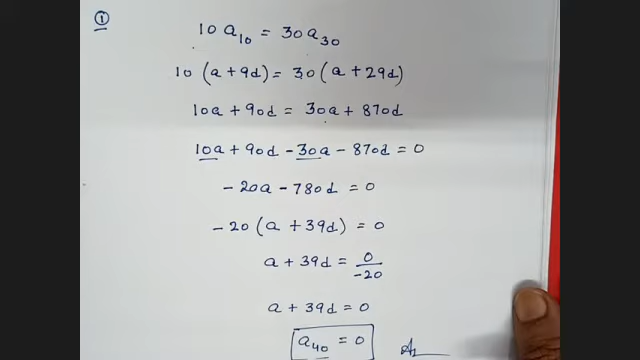 ①
10 a₁₀ = 30 a₃₀
10 (a + 9d) = 30 (a + 29d)
10a + 90d = 30a + 870d
10a + 90d - 30a - 870d = 0
- 20a - 780d = 0
- 20 (a + 39d) = 0
a + 39d = 0/-20
a + 39d = 0
a₄₀ = 0